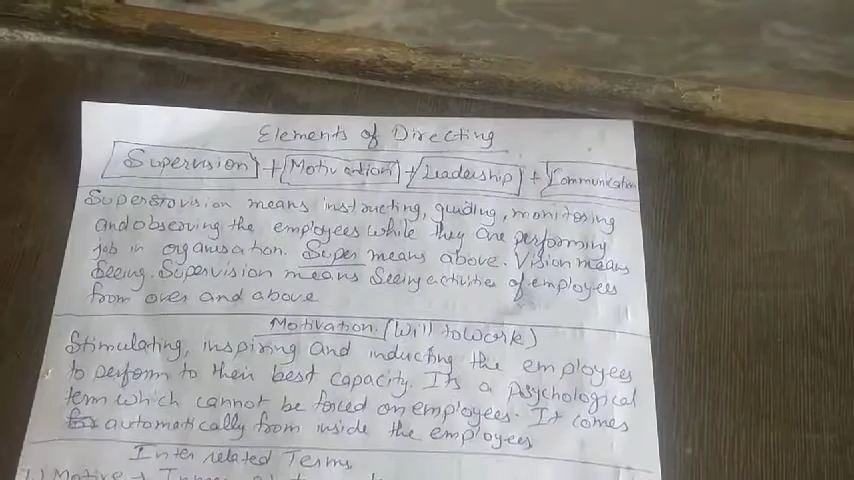 Elements of Directing
Supervision + Motivation + Leadership + Communication
Superstovision means instructing, guiding, monitoring
and observing the employees while they are performing
job in organisation. Super means above. Vision means
Seeing. Supervision means Seeing activities of employees
from over and above
Motivation. (Will to Work)
Stimulating, inspiring and inducting the employees
to perform to their best capacity. Its a Psychological
term which cannot be forced on employees. It comes
automatically from inside the employees
Inter related Terms.
1.) Motive →